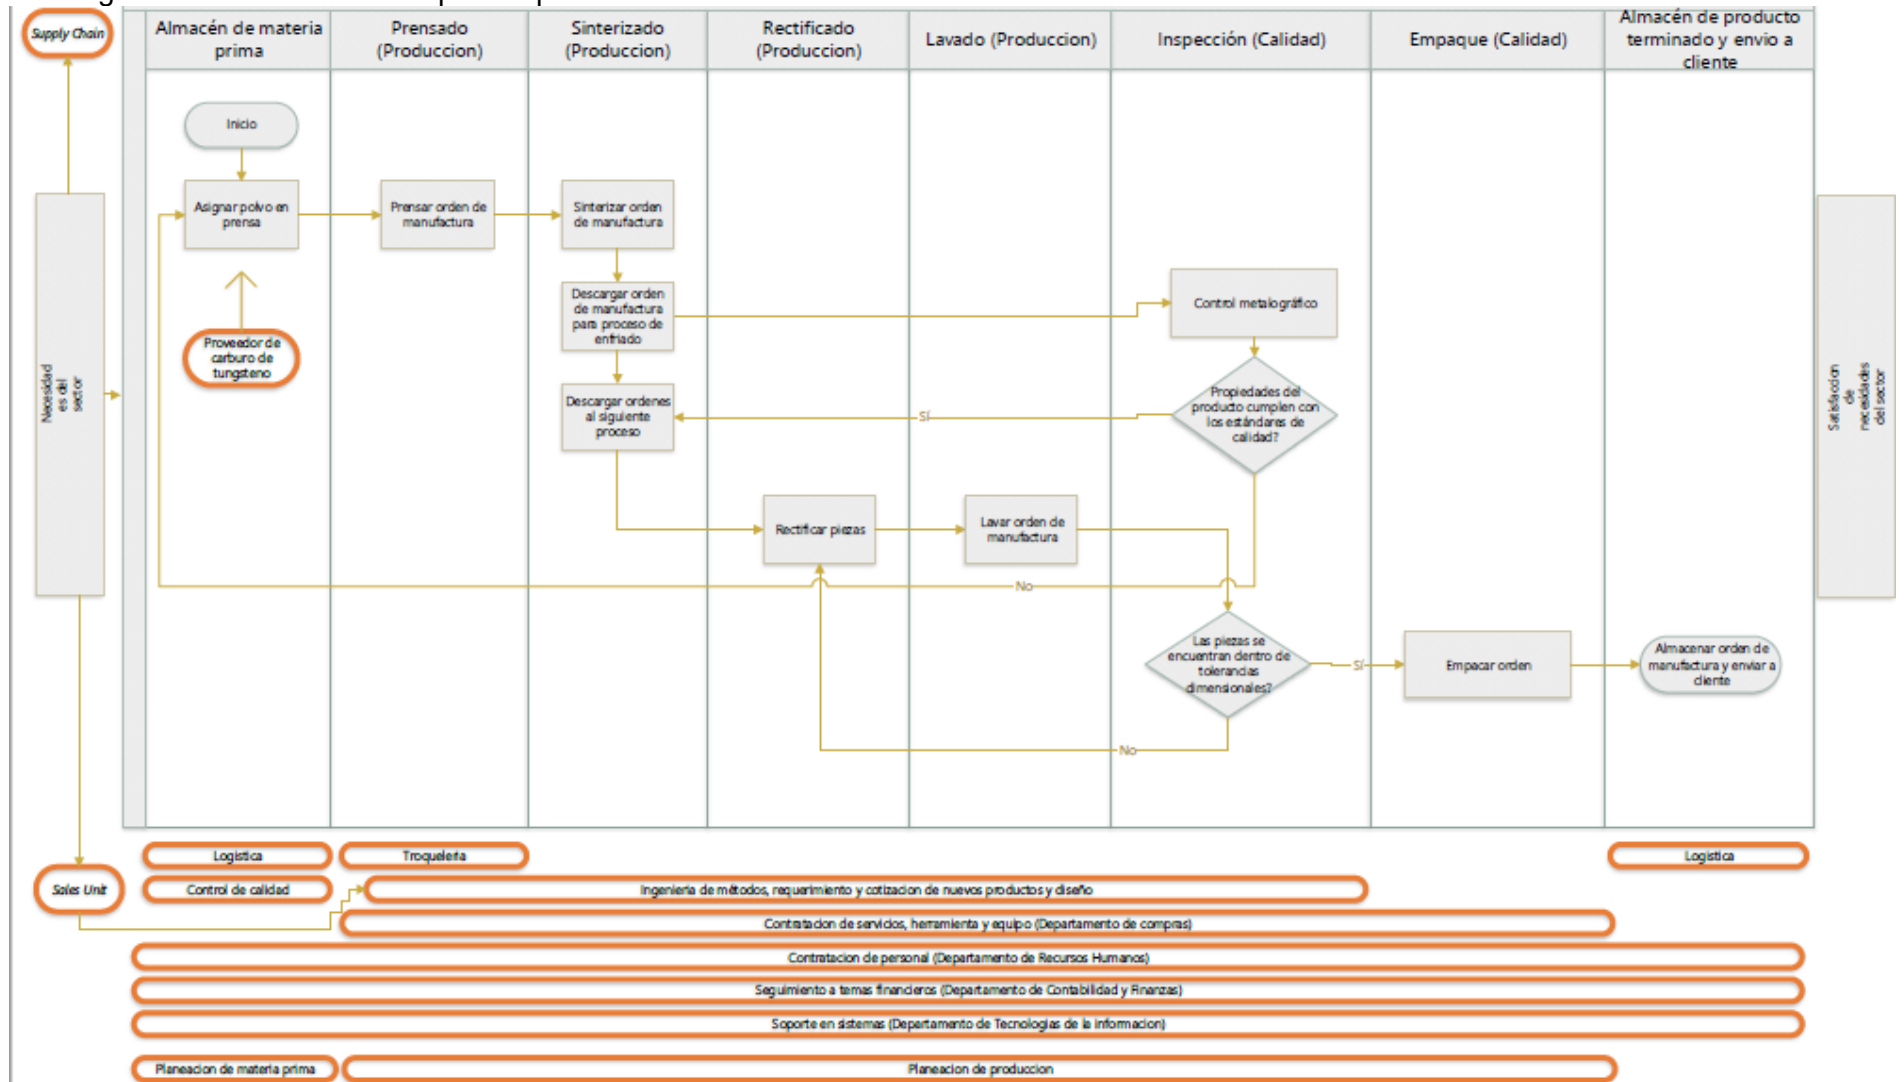 Supply Chain
Almacén de materia
prima
Prensado
(Produccion)
Sinterizado
(Produccion)
Rectificado
(Produccion)
Lavado (Produccion)
Inspección (Calidad)
Empaque (Calidad)
Almacén de producto
terminado y envio a
cliente
Inicio
Asignar polvo en
prensa
Prensar orden de
manufactura
Sinterizar orden
de manufactura
Descargar orden
de manufactura
para proceso de
enfriado
Control metalográfico
Proveedor de
carburo de
tungsteno
Necesidad
es del
sector
Descargar ordenes
al siguiente
proceso
Sí
Propiedades del
producto cumplen con
los estándares de
calidad?
Satisfaccion
de
necesidades
del sector
Rectificar piezas
Lavar orden de
manufactura
No
Las piezas se
encuentran dentro de
tolerancias
dimensionales?
Sí
Empacar orden
Almacenar orden de
manufactura y enviar a
cliente
No
Logistica
Troqueleria
Logistica
Sales Unit
Control de calidad
Ingenieria de métodos, requerimiento y cotizacion de nuevos productos y diseño
Contratacion de servicios, herramienta y equipo (Departamento de compras)
Contratacion de personal (Departamento de Recursos Humanos)
Seguimiento a temas financieros (Departamento de Contabilidad y Finanzas)
Soporte en sistemas (Departamento de Tecnologias de la informacion)
Planeacion de materia prima
Planeacion de produccion